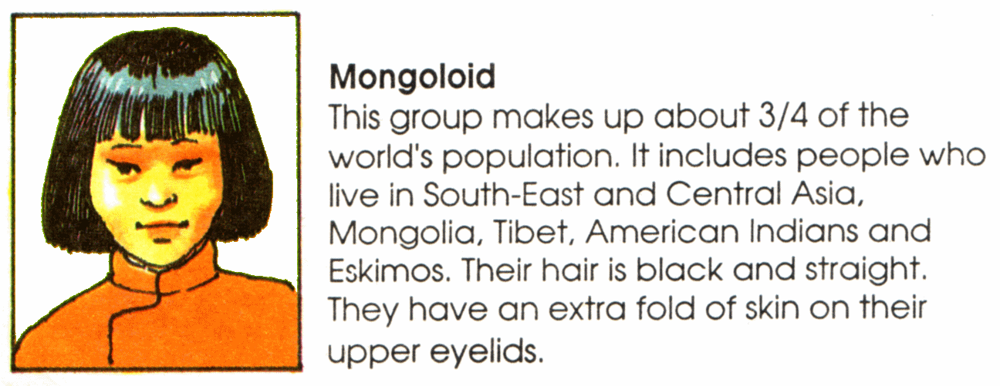 Mongoloid
This group makes up about 3/4 of the
world's population. It includes people who
live in South-East and Central Asia,
Mongolia, Tibet, American Indians and
Eskimos. Their hair is black and straight.
They have an extra fold of skin on their
upper eyelids.